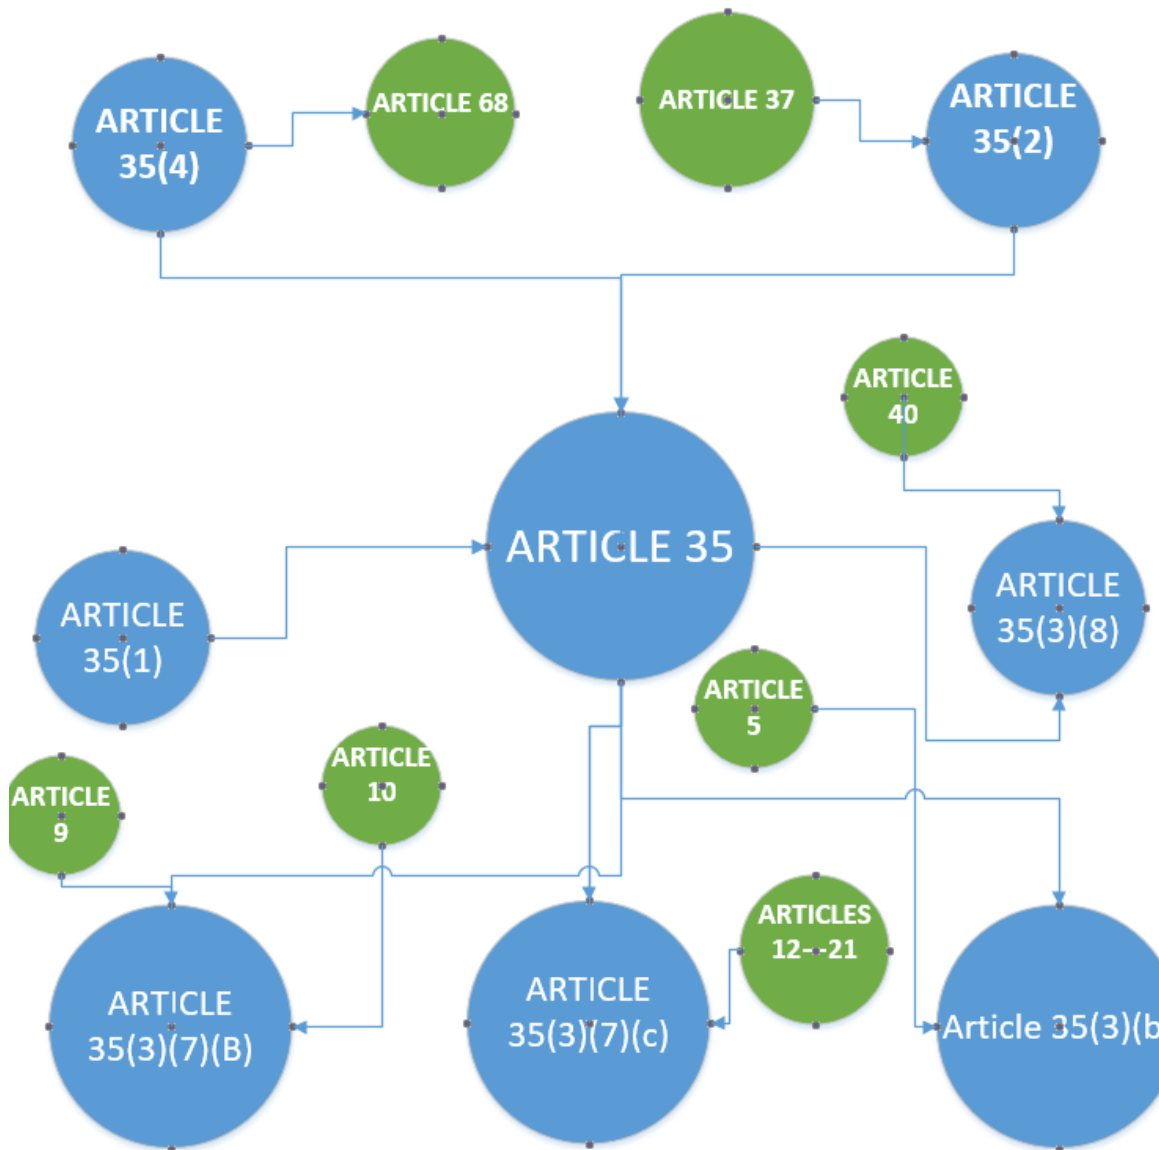 ARTICLE
35(4)
ARTICLE 68
ARTICLE 37
ARTICLE
35(2)
ARTICLE
40
ARTICLE 35
ARTICLE
35(3)(8)
ARTICLE
35(1)
ARTICLE
5
ARTICLE
10
ARTICLE
9
ARTICLES
12---21
ARTICLE
35(3)(7)(B)
ARTICLE
35(3)(7)(c)
Article 35(3)(b